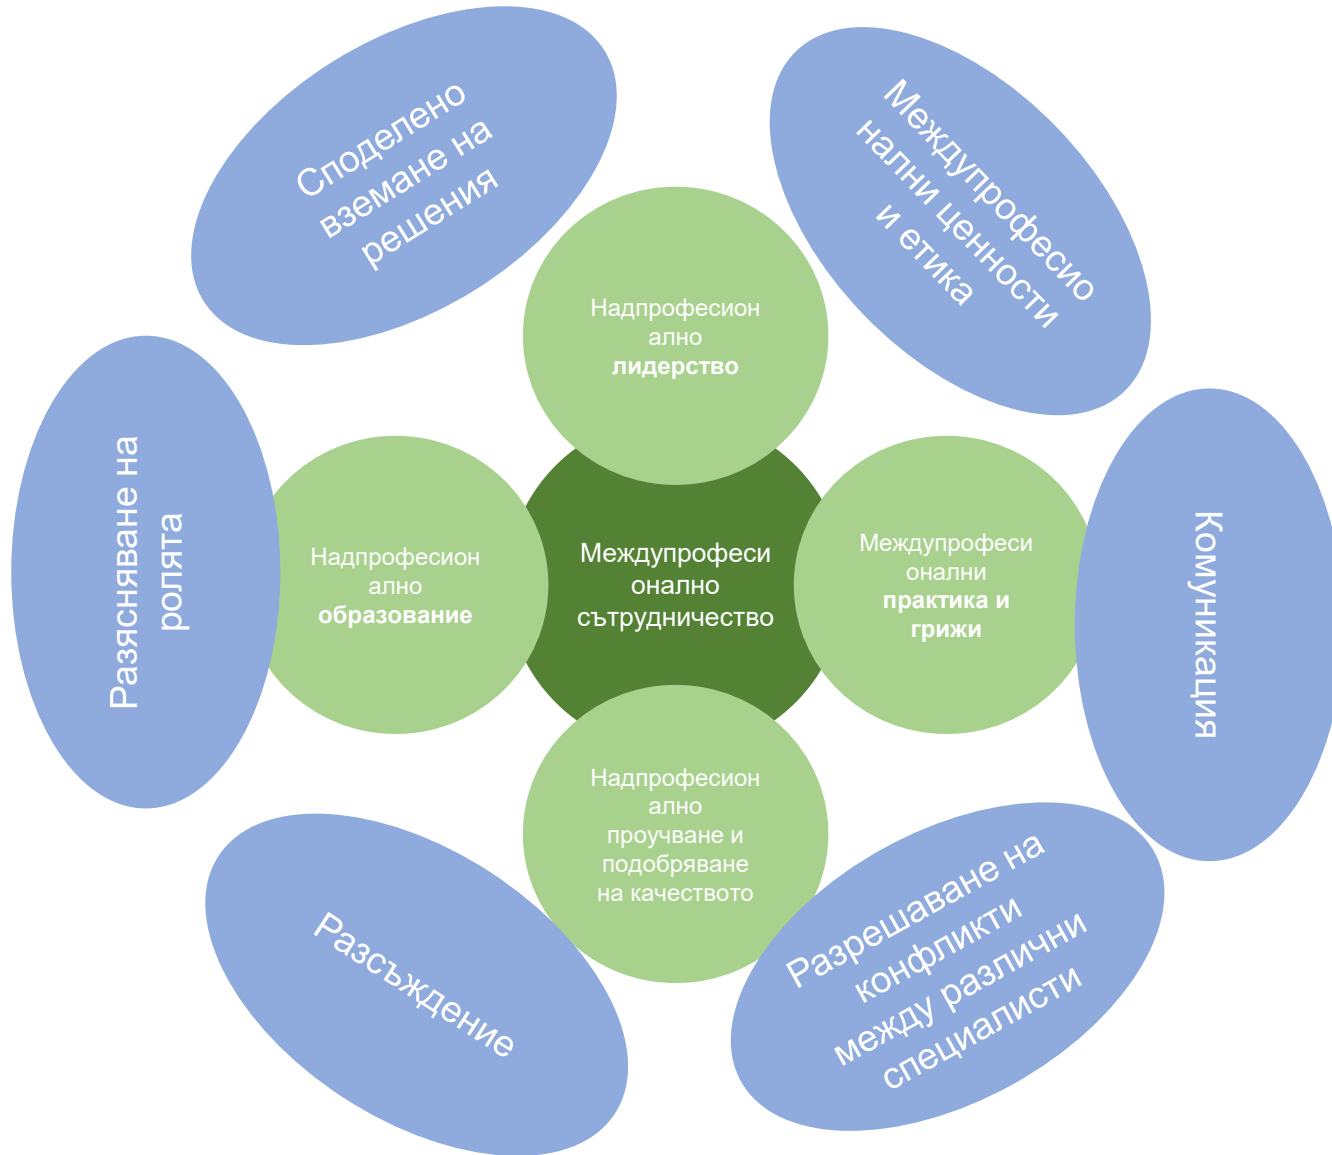 Споделено
вземане на
решения
Междупрофесио
нални ценности
и етика
Надпрофесион
ално
лидерство
Разясняване на
ролята
Надпрофесион
ално
образование
Междупрофеси
онално
сътрудничество
Междупрофеси
онални
практика и
грижи
Комуникация
Надпрофесион
ално
проучване и
подобряване
на качеството
Разсъждение
Разрешаване на
конфликти
между различни
специалисти